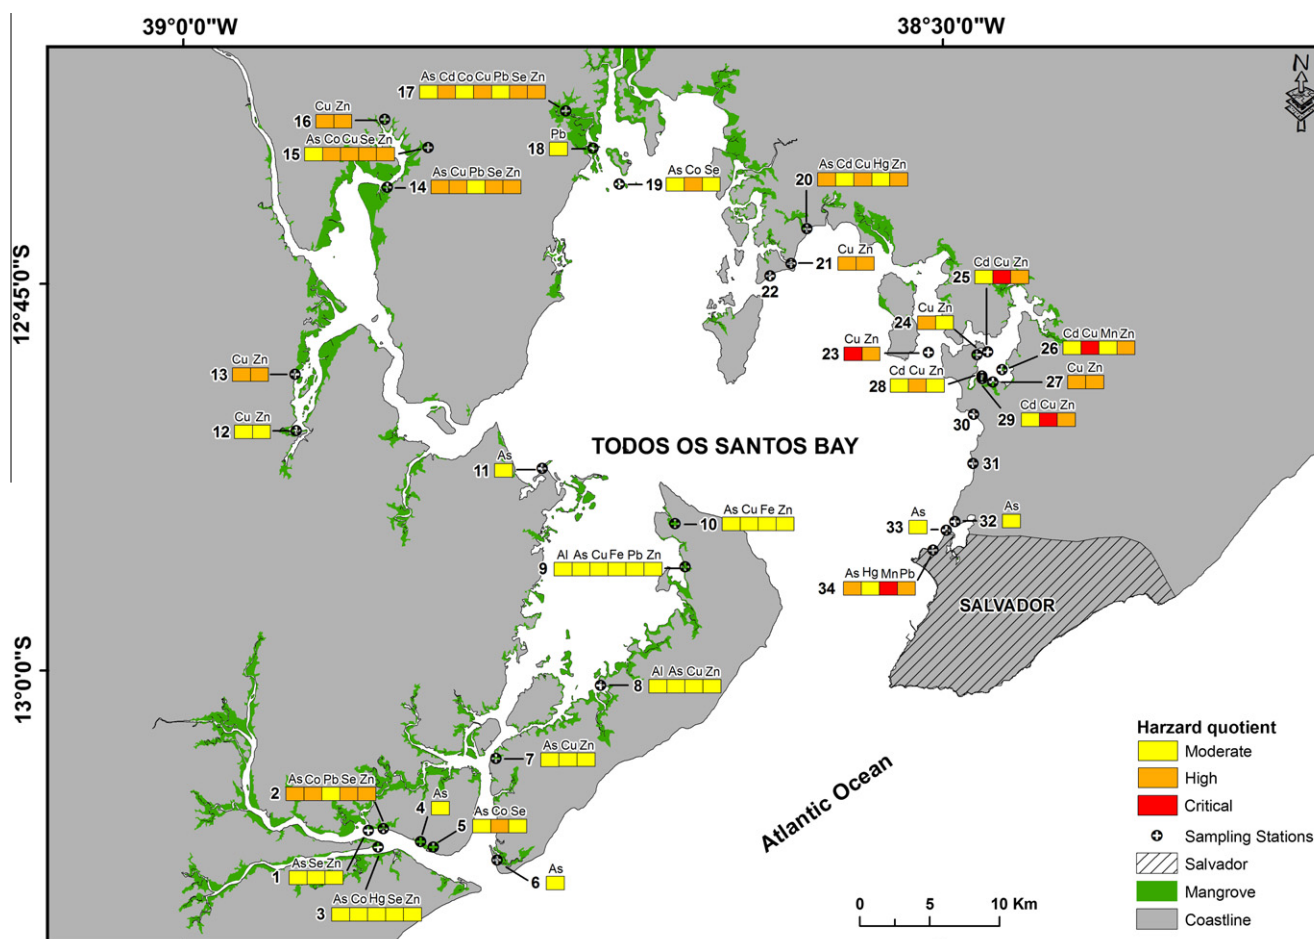 39°0'0"W
38°30'0"W
N
As Cd Co Cu Pb Se Zn
17
Cu Zn
16
As Co Cu Se Zn
15
Pb
18
As Cu Pb Se Zn
14
As Co Se
19
As Cd Cu Hg Zn
20
12°45'0"S
Cu Zn
21
22
Cd Cu Zn
25
Cu Zn
24
Cu Zn
23
Cd Cu Mn Zn
26
Cu Zn
13
Cd Cu Zn
28
Cu Zn
27
Cd Cu Zn
29
30
Cu Zn
12
TODOS OS SANTOS BAY
As
11
31
As Cu Fe Zn
10
As
33
As
32
Al As Cu Fe Pb Zn
9
As Hg Mn Pb
34
SALVADOR
13°0'0"S
Al As Cu Zn
8
As Cu Zn
7
Atlantic Ocean
As Co Pb Se Zn
2
As
4
As Co Se
5
As Se Zn
1
As
6
As Co Hg Se Zn
3
Harzard quotient
Moderate
High
Critical
Sampling Stations
Salvador
Mangrove
Coastline
0 5 10 Km